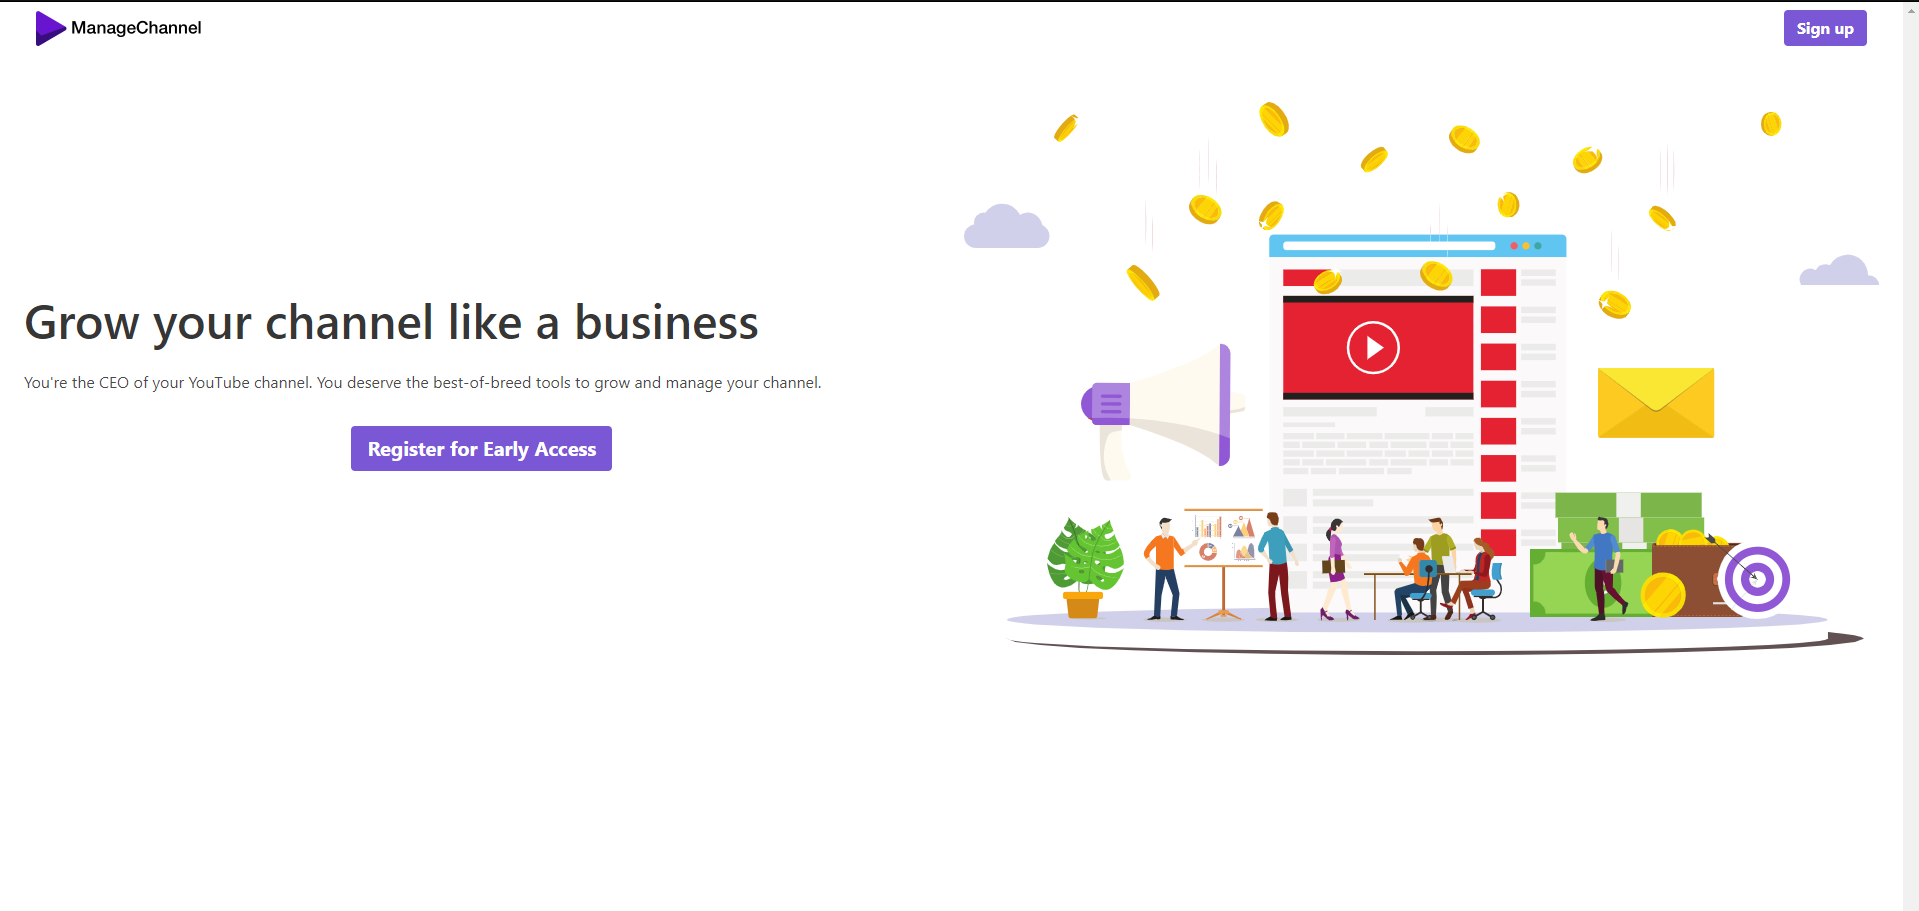 ManageChannel
Sign up
Grow your channel like a business
You're the CEO of your YouTube channel. You deserve the best-of-breed tools to grow and manage your channel.
Register for Early Access